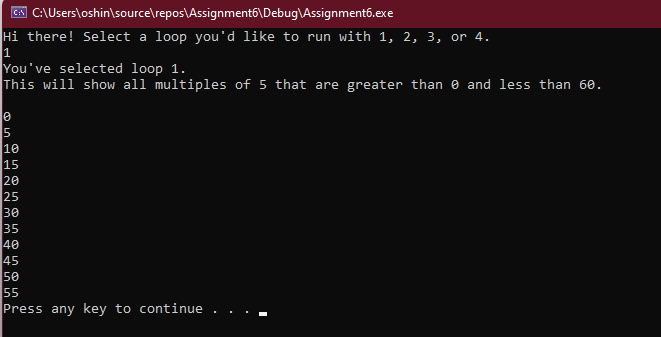 C:\Users\oshin\source\repos\Assignment6\Debug\Assignment6.exe
Hi there! Select a loop you'd like to run with 1, 2, 3, or 4.
1
You've selected loop 1.
This will show all multiples of 5 that are greater than 0 and less than 60.
0
5
10
15
20
25
30
35
40
45
50
55
Press any key to continue . . .